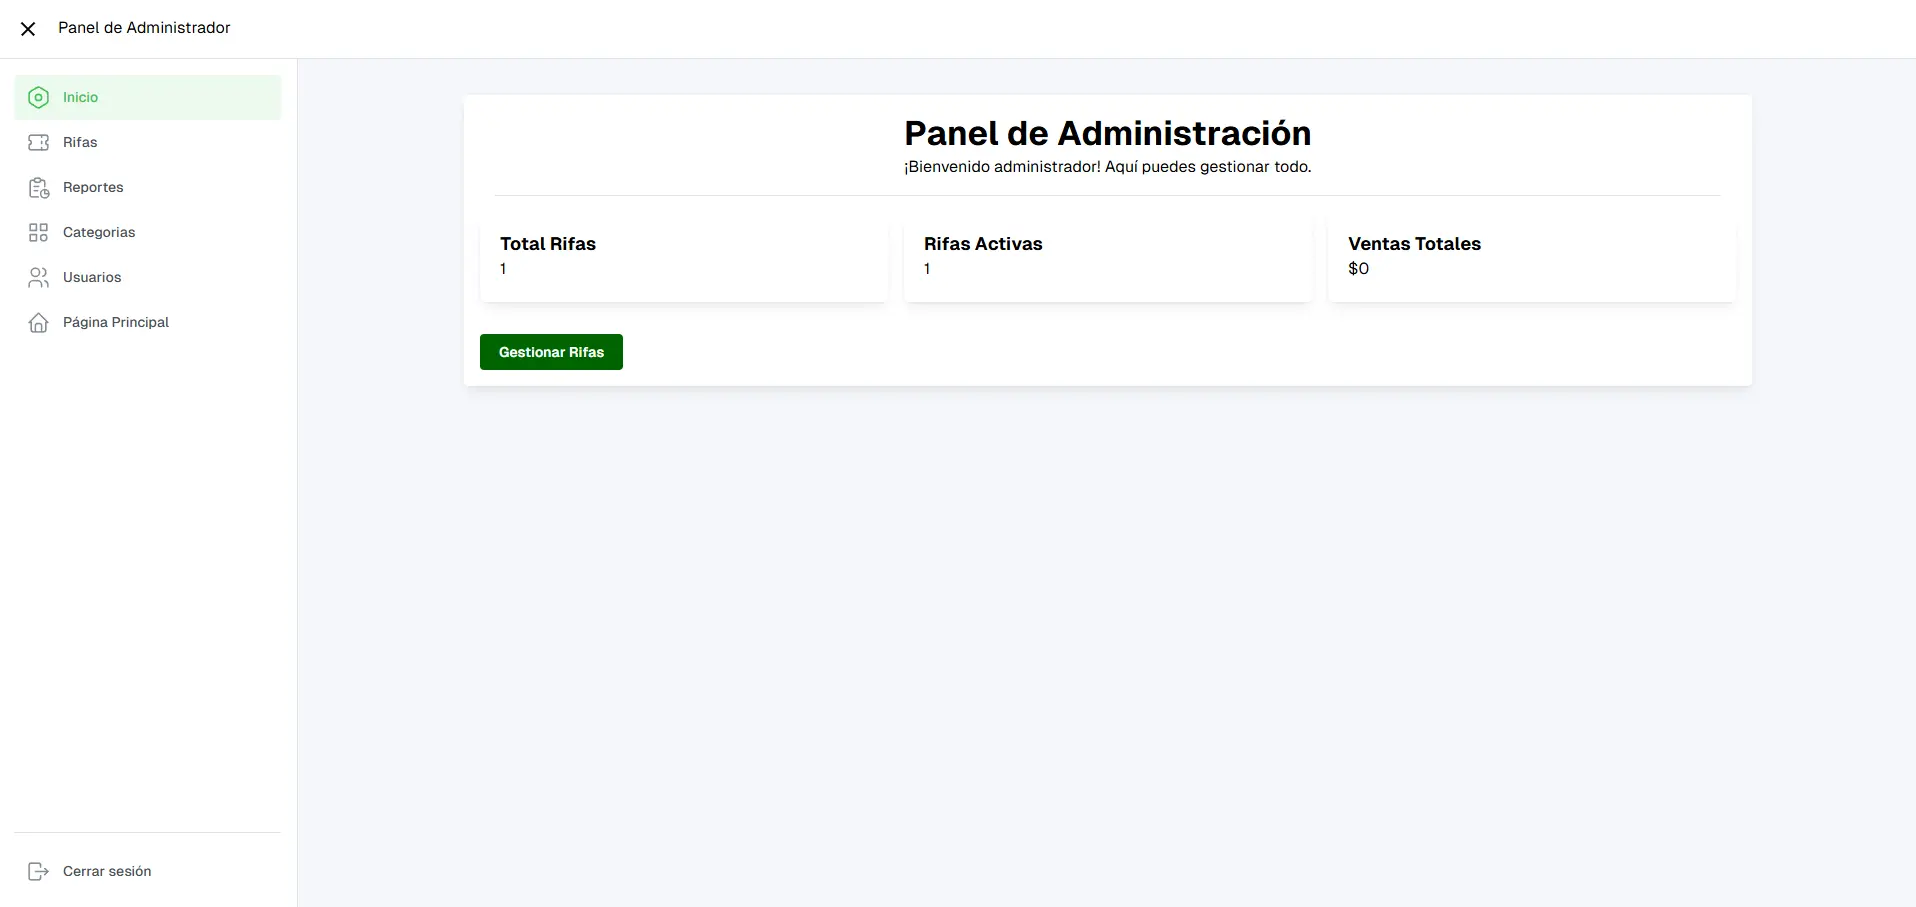 Panel de Administrador
Inicio
Rifas
Reportes
Categorias
Usuarios
Página Principal
Cerrar sesión
Panel de Administración
¡Bienvenido administrador! Aquí puedes gestionar todo.
Total Rifas
1
Rifas Activas
1
Ventas Totales
$0
Gestionar Rifas